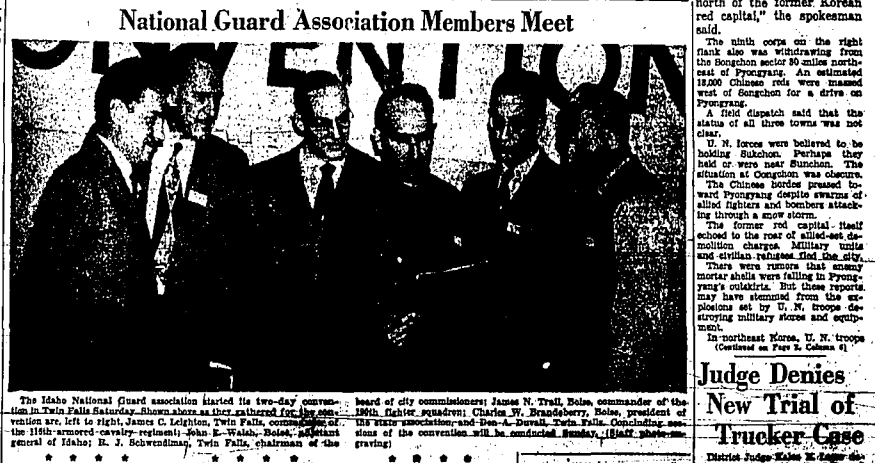 National Guard Association Members Meet
The Idaho National Guard association started its two-day conven-
tion in Twin Falls Saturday. Shown above as they gathered for the con-
vention are, left to right, James C. Leighton, Twin Falls, commander of
the 116th armored cavalry regiment; John E. Walsh, Boise, adjutant
general of Idaho; R. J. Schwendiman, Twin Falls, chairman of the
board of city commissioners; James N. Trail, Boise, commander of the
190th fighter squadron; Charles W. Brandeberry, Boise, president of
the state association and Den A. Duvall, Twin Falls. Concluding ses-
sions of the convention will be conducted Sunday. (Staff photo-en-
graving)
north of the former Korean
red capital," the spokesman
said.
The ninth corps on the right
flank also was withdrawing from
the Songchon sector 30 miles north-
east of Pyongyang. An estimated
18,000 Chinese reds were massed
west of Songchon for a drive on
Pyongyang.
A field dispatch said that the
status of all three towns was not
clear.
U. N. forces were believed to be
holding Sukchon. Perhaps they
held or were near Sunchon. The
situation at Songchon was obscure.
The Chinese hordes pressed to-
ward Pyongyang despite swarms of
allied fighters and bombers attack-
ing through a snow storm.
The former red capital itself
echoed to the roar of allied-set de-
molition charges. Military units
and civilian refugees fled the city.
There were rumors that enemy
mortar shells were falling in Pyong-
yang's outskirts. But these reports
may have stemmed from the ex-
plosions set by U. N. troops de-
stroying military stores and equip-
ment.
In northeast Korea, U. N. troops
(Continued on Page 2, Column 6)
Judge Denies
New Trial of
Trucker Case
District Judge